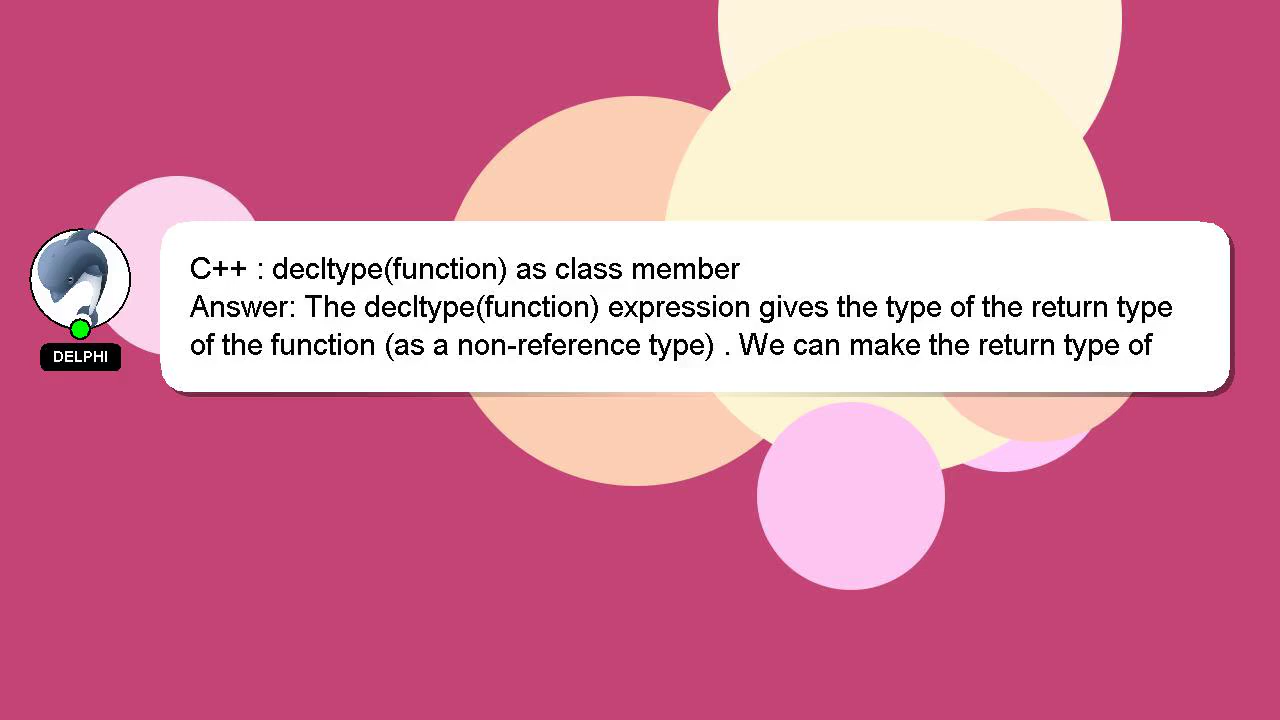 C++ : decltype(function) as class member
Answer: The decltype(function) expression gives the type of the return type
of the function (as a non-reference type) . We can make the return type of
DELPHI